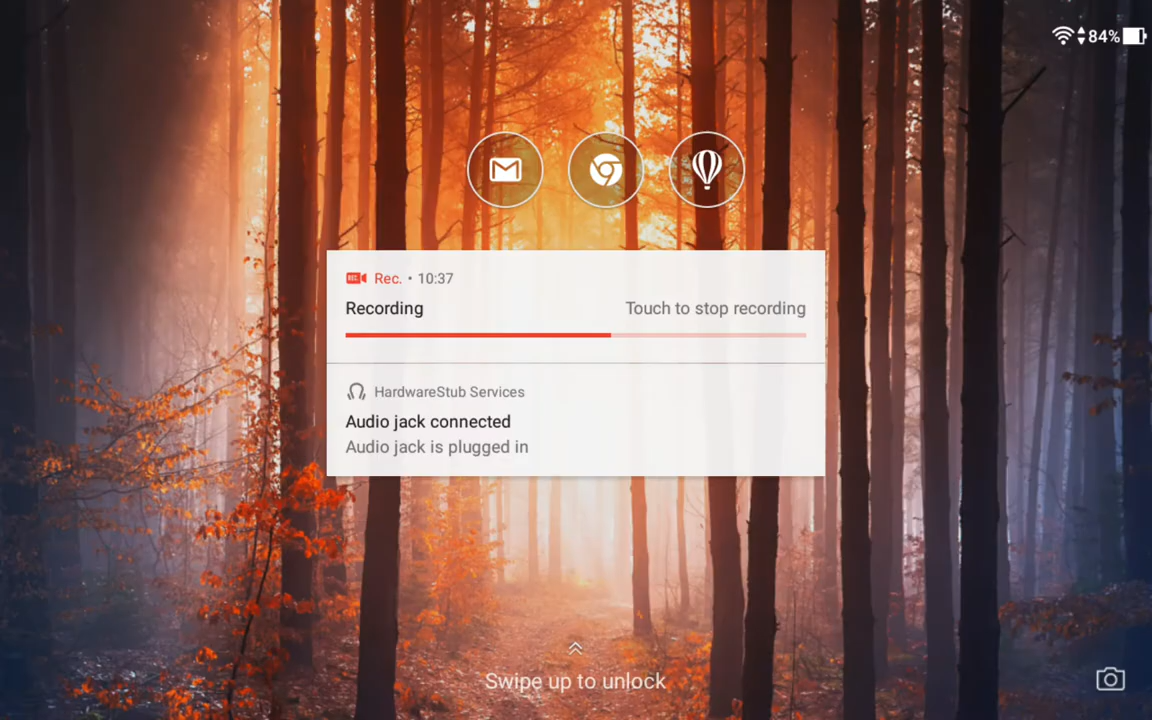 84%
Rec. • 10:37
Recording Touch to stop recording
HardwareStub Services
Audio jack connected
Audio jack is plugged in
Swipe up to unlock